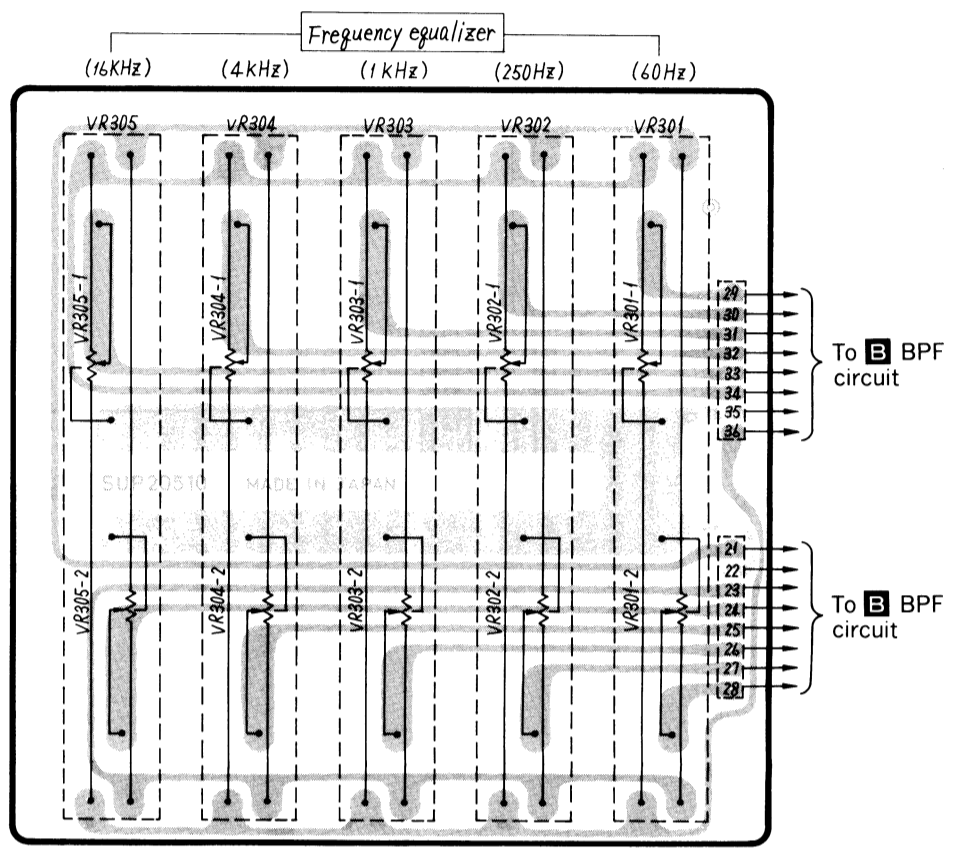 Frequency equalizer
(16KHz) (4KHz) (1KHz) (250Hz) (60Hz)
VR305 VR304 VR303 VR302 VR301
VR305-1 VR304-1 VR303-1 VR302-1 VR301-1
29
30
31
32
33
34
35
36
To B BPF
circuit
SUP20510 MADE IN JAPAN
VR305-2 VR304-2 VR303-2 VR302-2 VR301-2
21
22
23
24
25
26
27
28
To B BPF
circuit